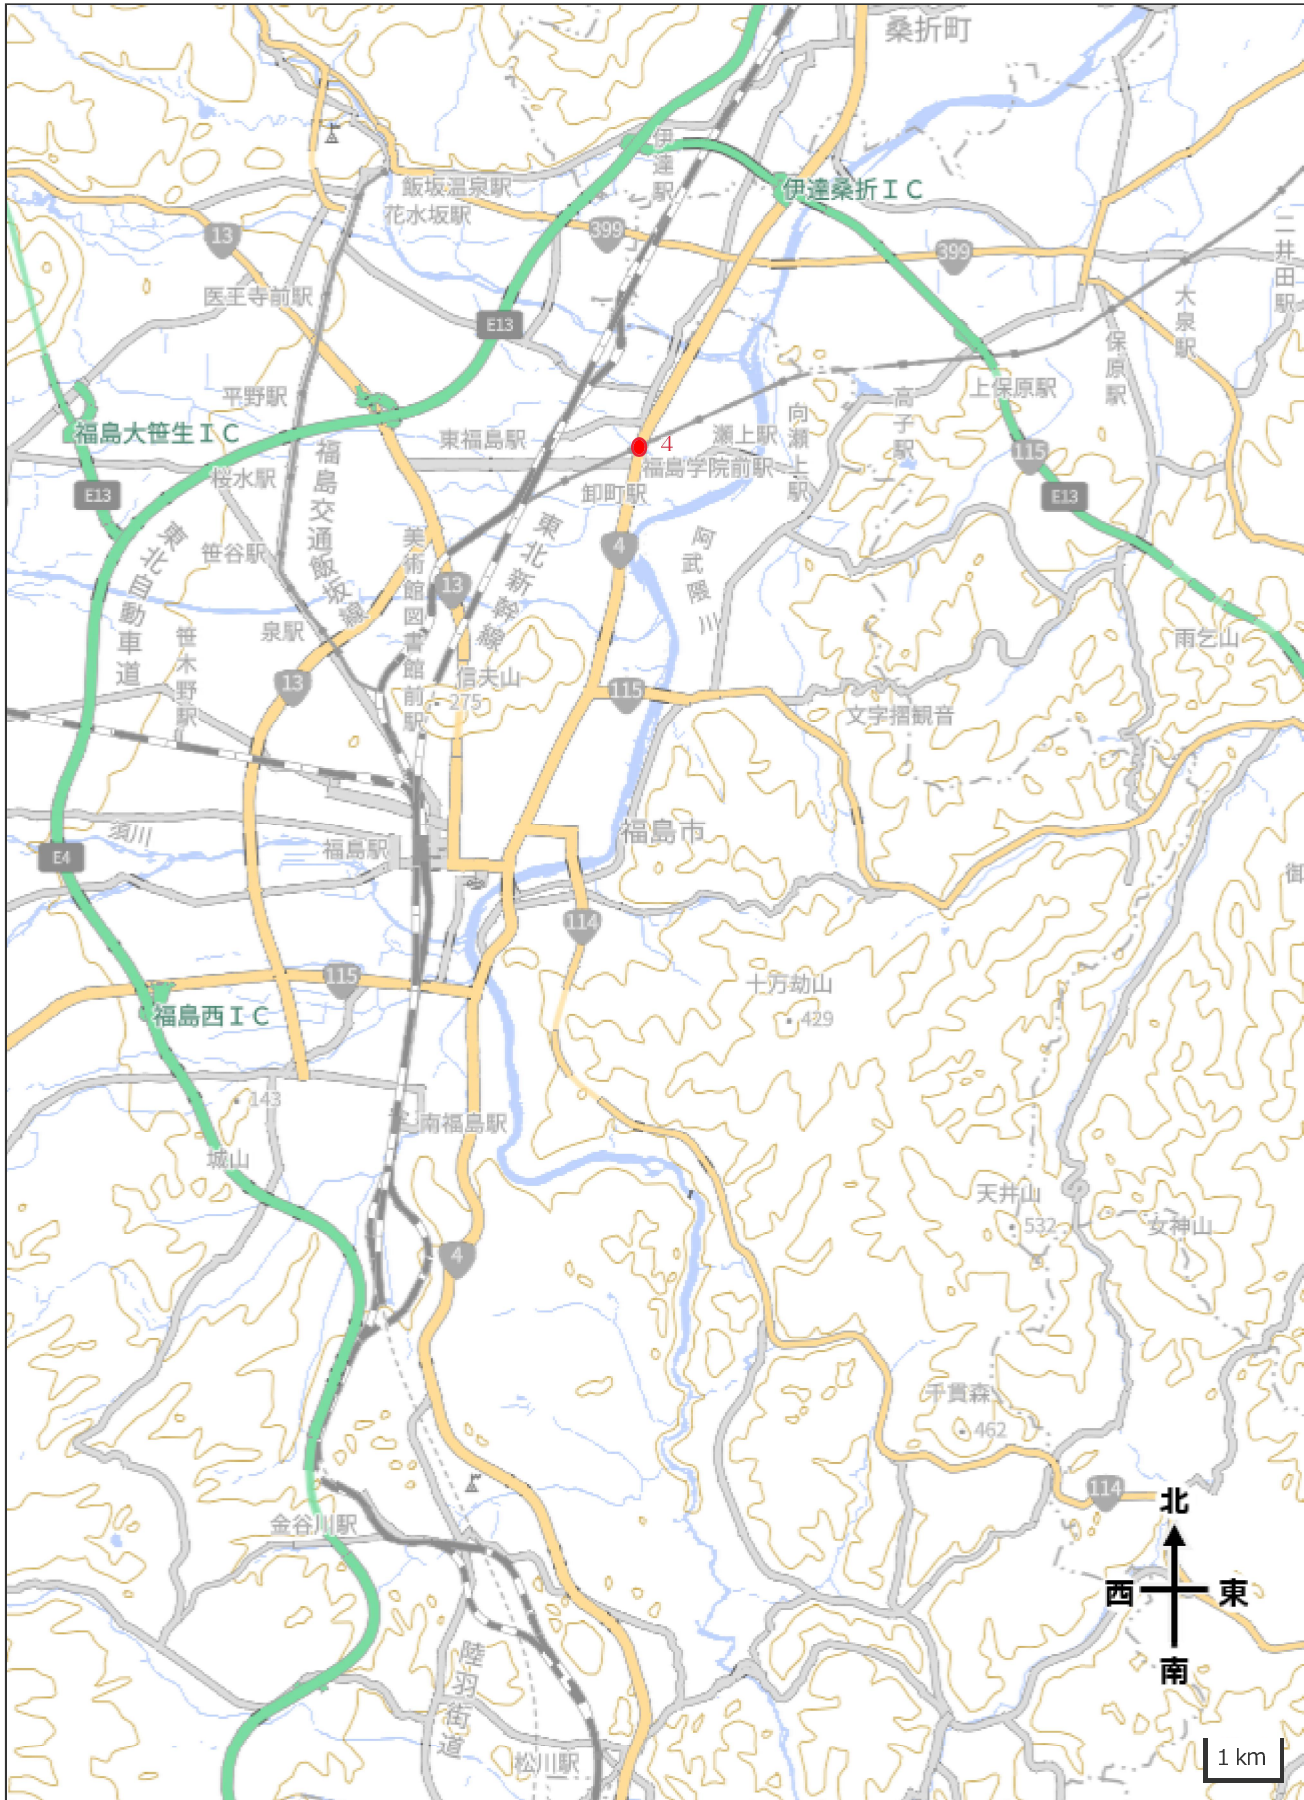 桑折町
伊達駅
飯坂温泉駅
花水坂駅
伊達桑折ＩＣ
13
399
399
二井田駅
医王寺前駅
E13
大泉駅
保原駅
平野駅
上保原駅
高子駅
向瀬上駅
瀬上駅
福島大笹生ＩＣ
東福島駅
4
福島学院前駅
115
桜水駅
卸町駅
E13
E13
福島交通飯坂線
東北自動車道
美術館図書館前駅
東北新幹線
阿武隈川
4
笹谷駅
13
泉駅
笹木野駅
雨乞山
信夫山
275
13
115
文字摺観音
須川
福島市
福島駅
E4
御
114
115
十万劫山
429
福島西ＩＣ
143
南福島駅
城山
天井山
532
女神山
4
千貫森
462
114
北
西
東
南
金谷川駅
陸羽街道
松川駅
1 km